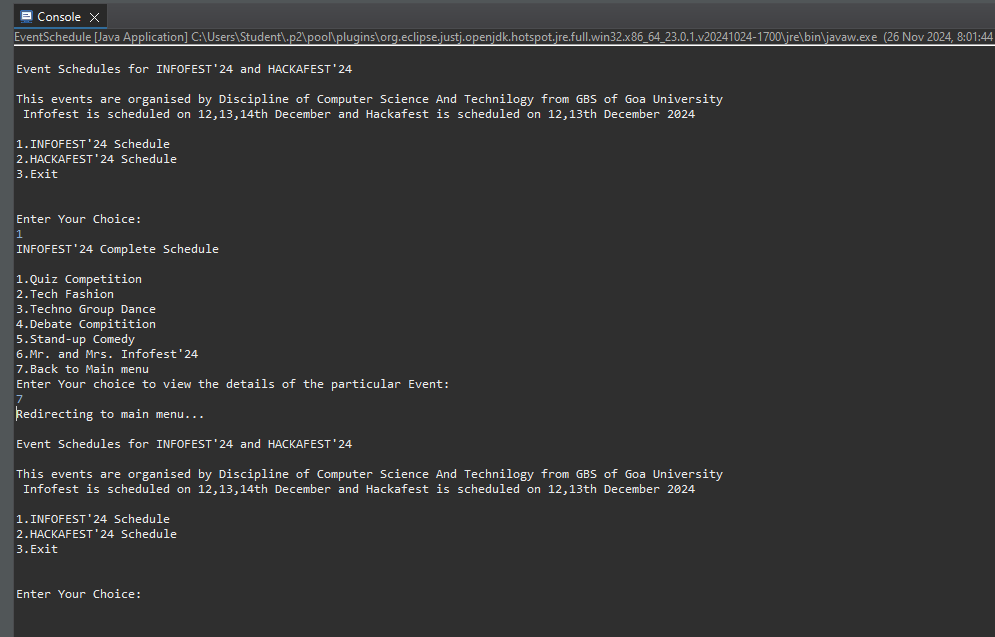 Console
EventSchedule [Java Application] C:\Users\Student\.p2\pool\plugins\org.eclipse.justj.openjdk.hotspot.jre.full.win32.x86_64_23.0.1.v20241024-1700\jre\bin\javaw.exe (26 Nov 2024, 8:01:44
Event Schedules for INFOFEST'24 and HACKAFEST'24
This events are organised by Discipline of Computer Science And Technilogy from GBS of Goa University
Infofest is scheduled on 12,13,14th December and Hackafest is scheduled on 12,13th December 2024
1.INFOFEST'24 Schedule
2.HACKAFEST'24 Schedule
3.Exit
Enter Your Choice:
1
INFOFEST'24 Complete Schedule
1.Quiz Competition
2.Tech Fashion
3.Techno Group Dance
4.Debate Compitition
5.Stand-up Comedy
6.Mr. and Mrs. Infofest'24
7.Back to Main menu
Enter Your choice to view the details of the particular Event:
7
Redirecting to main menu...
Event Schedules for INFOFEST'24 and HACKAFEST'24
This events are organised by Discipline of Computer Science And Technilogy from GBS of Goa University
Infofest is scheduled on 12,13,14th December and Hackafest is scheduled on 12,13th December 2024
1.INFOFEST'24 Schedule
2.HACKAFEST'24 Schedule
3.Exit
Enter Your Choice: